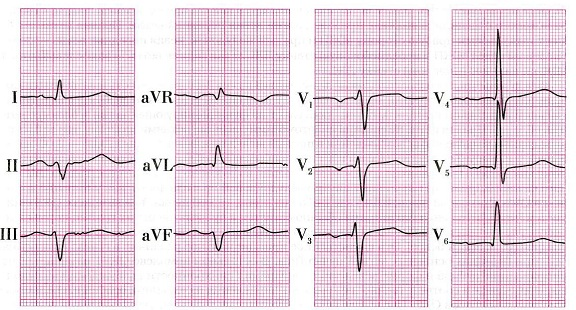 I aVR V₁ V₄
II aVL V₂ V₅
III aVF V₃ V₆